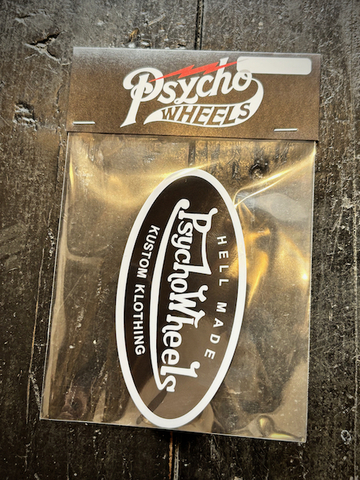 Psycho
WHEELS
HELL MADE
PsychoWheels
KUSTOM KLOTHING